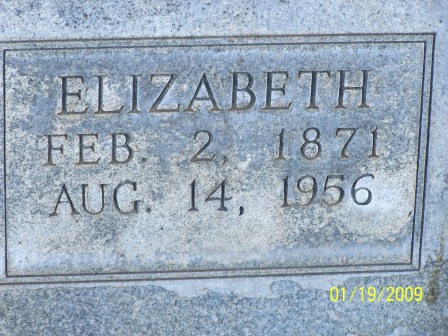 ELIZABETH
FEB. 2, 1871
AUG. 14, 1956
01/19/2009